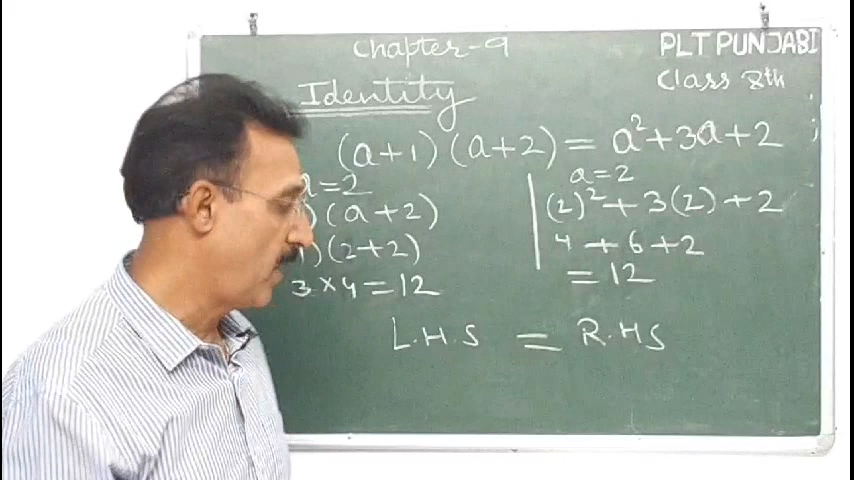 Chapter-9
PLT PUNJABI
Class 8th
Identity
(a+1) (a+2) = a²+3a+2
a=2
) (a+2)
) (2+2)
3×4=12
a=2
(2)²+3(2)+2
4+6+2
=12
L.H.S = R.H.S